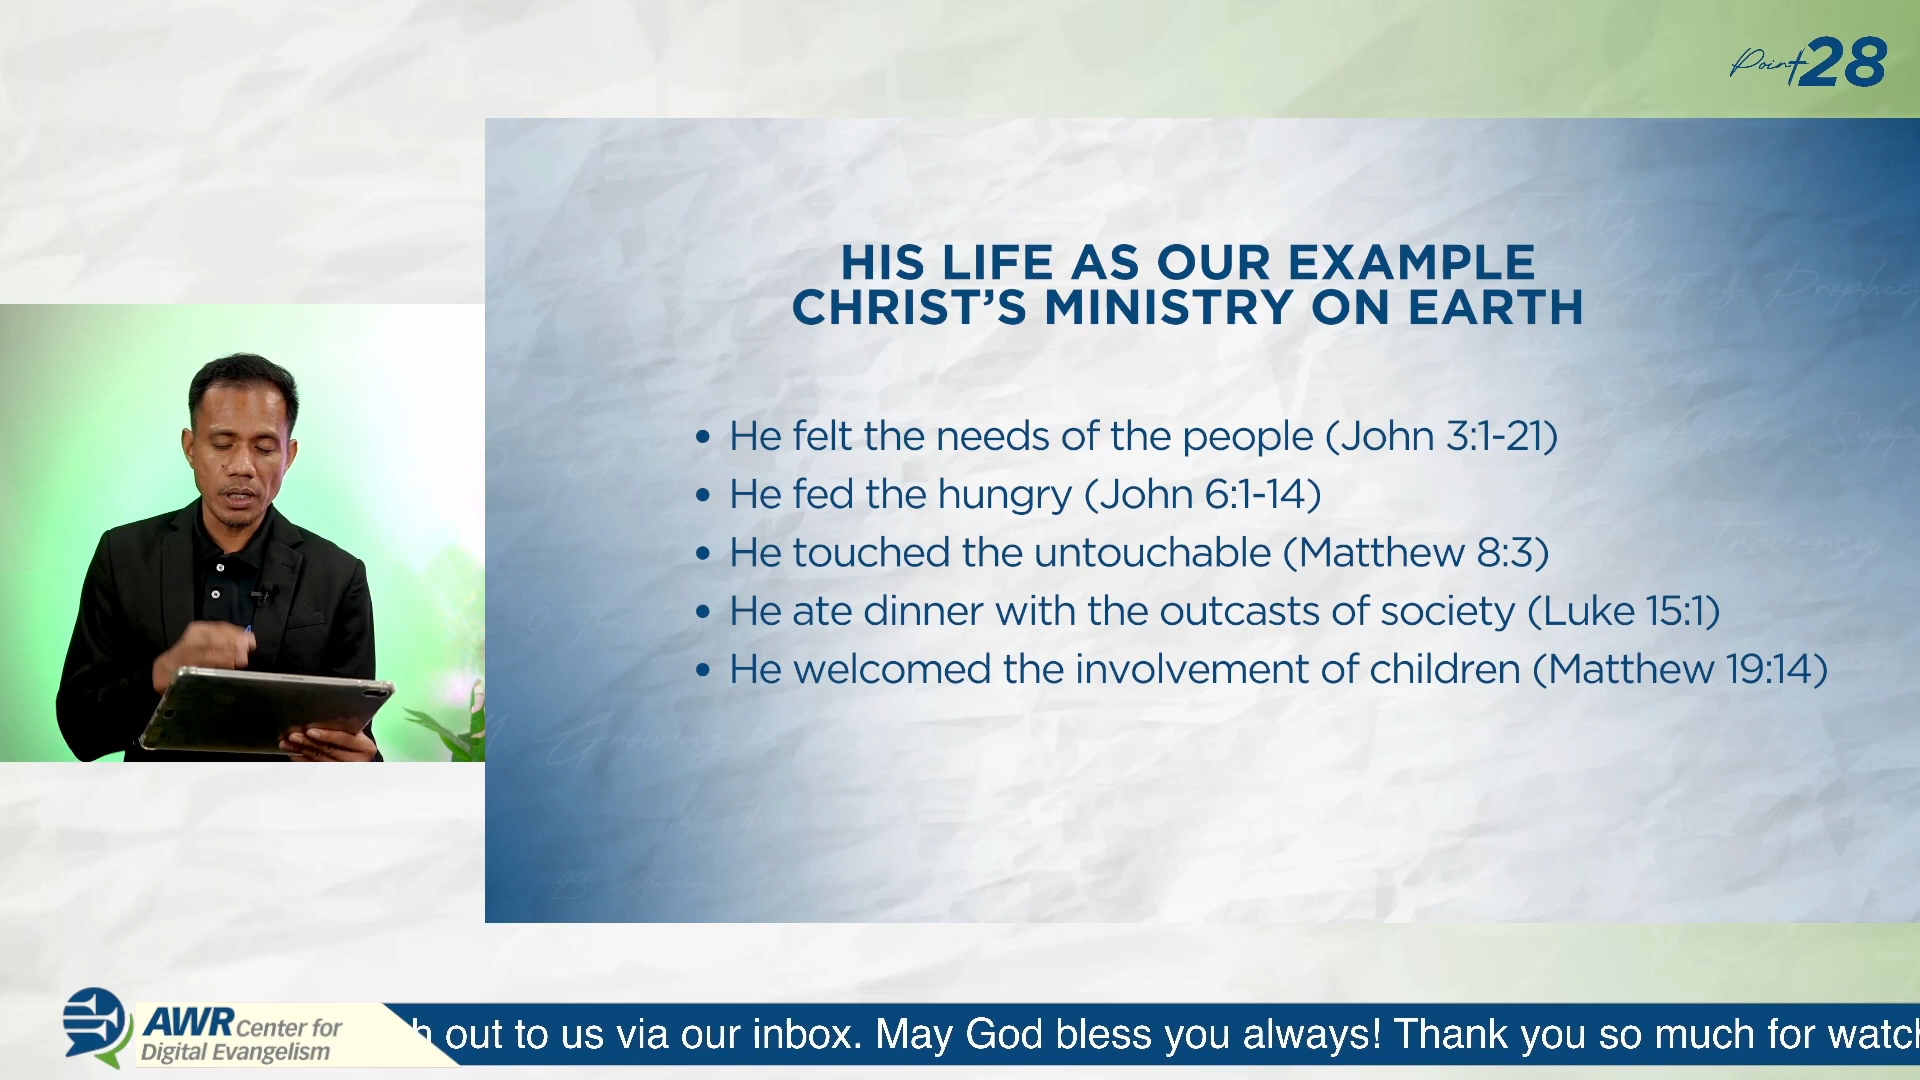 Point 28
HIS LIFE AS OUR EXAMPLE
CHRIST’S MINISTRY ON EARTH
• He felt the needs of the people (John 3:1-21)
• He fed the hungry (John 6:1-14)
• He touched the untouchable (Matthew 8:3)
• He ate dinner with the outcasts of society (Luke 15:1)
• He welcomed the involvement of children (Matthew 19:14)
AWR Center for
Digital Evangelism
out to us via our inbox. May God bless you always! Thank you so much for